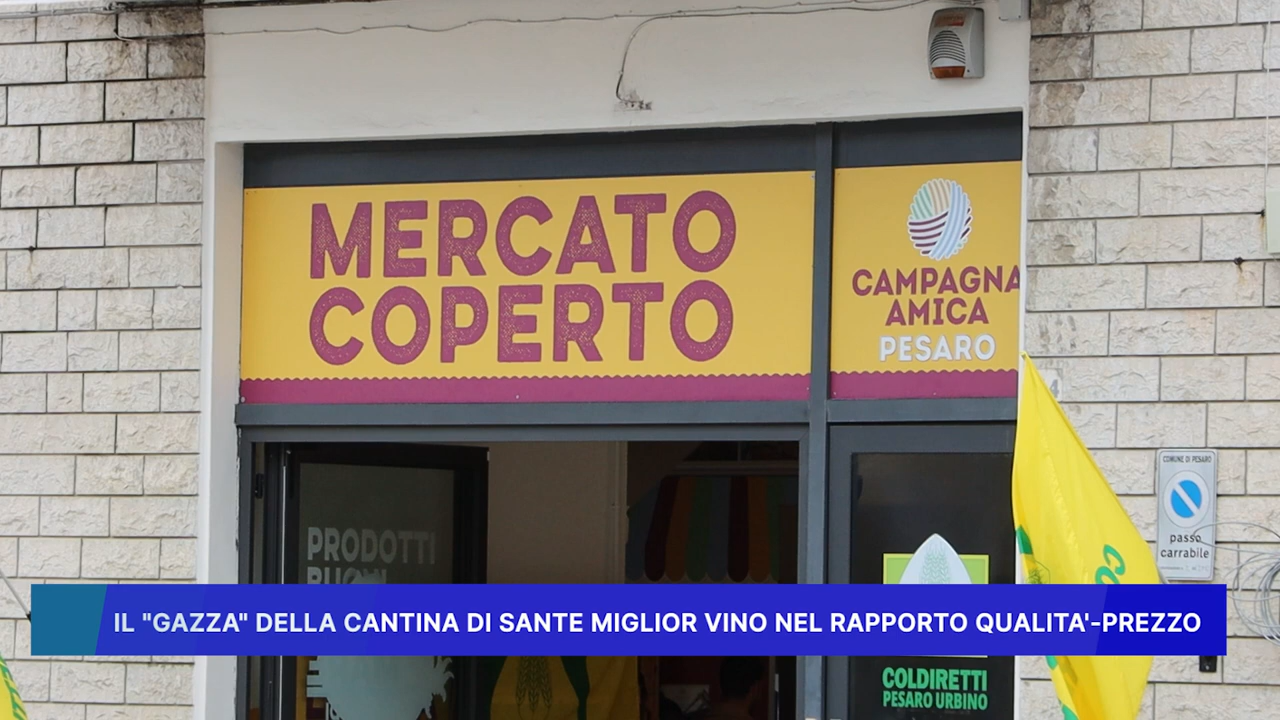 MERCATO
COPERTO
CAMPAGNA
AMICA
PESARO
COMUNE DI PESARO
passo
carrabile
PRODOTTI
IL "GAZZA" DELLA CANTINA DI SANTE MIGLIOR VINO NEL RAPPORTO QUALITA'-PREZZO
COLDIRETTI
PESARO URBINO